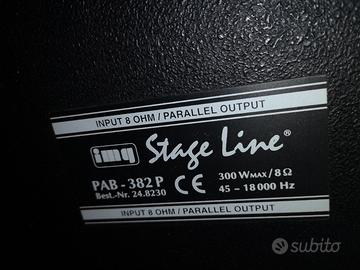 INPUT 8 OHM / PARALLEL OUTPUT
img Stage Line®
PAB - 382 P CE 300 WMAX / 8 Ω
Best.-Nr. 24.8230 45 - 18 000 Hz
INPUT 8 OHM / PARALLEL OUTPUT
subito